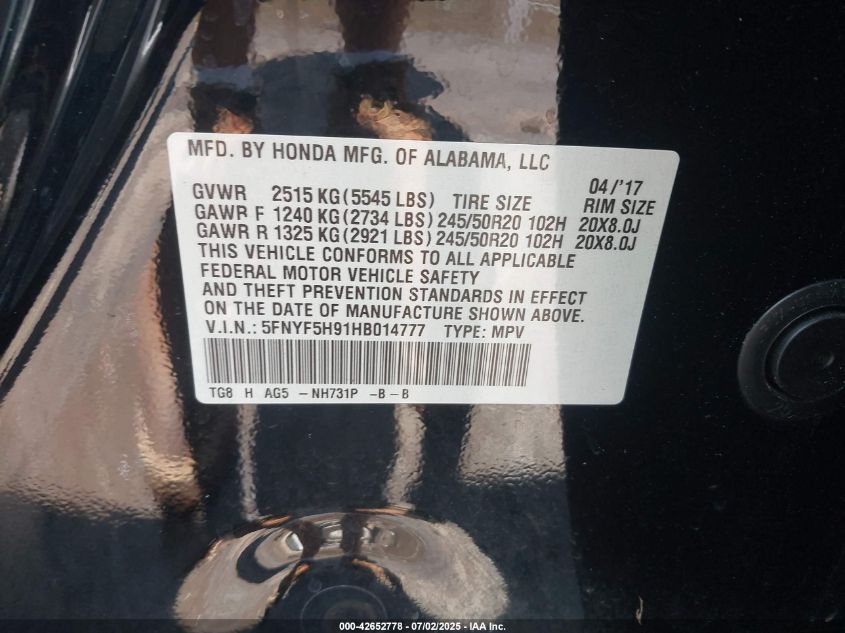 MFD. BY HONDA MFG. OF ALABAMA, LLC
04/'17
GVWR 2515 KG (5545 LBS) TIRE SIZE RIM SIZE
GAWR F 1240 KG (2734 LBS) 245/50R20 102H 20X8.0J
GAWR R 1325 KG (2921 LBS) 245/50R20 102H 20X8.0J
THIS VEHICLE CONFORMS TO ALL APPLICABLE
FEDERAL MOTOR VEHICLE SAFETY
AND THEFT PREVENTION STANDARDS IN EFFECT
ON THE DATE OF MANUFACTURE SHOWN ABOVE.
V.I.N.: 5FNYF5H91HB014777 TYPE: MPV
TG8 H AG5 - NH731P -B - B
000-42652778 - 07/02/2025 - IAA Inc.